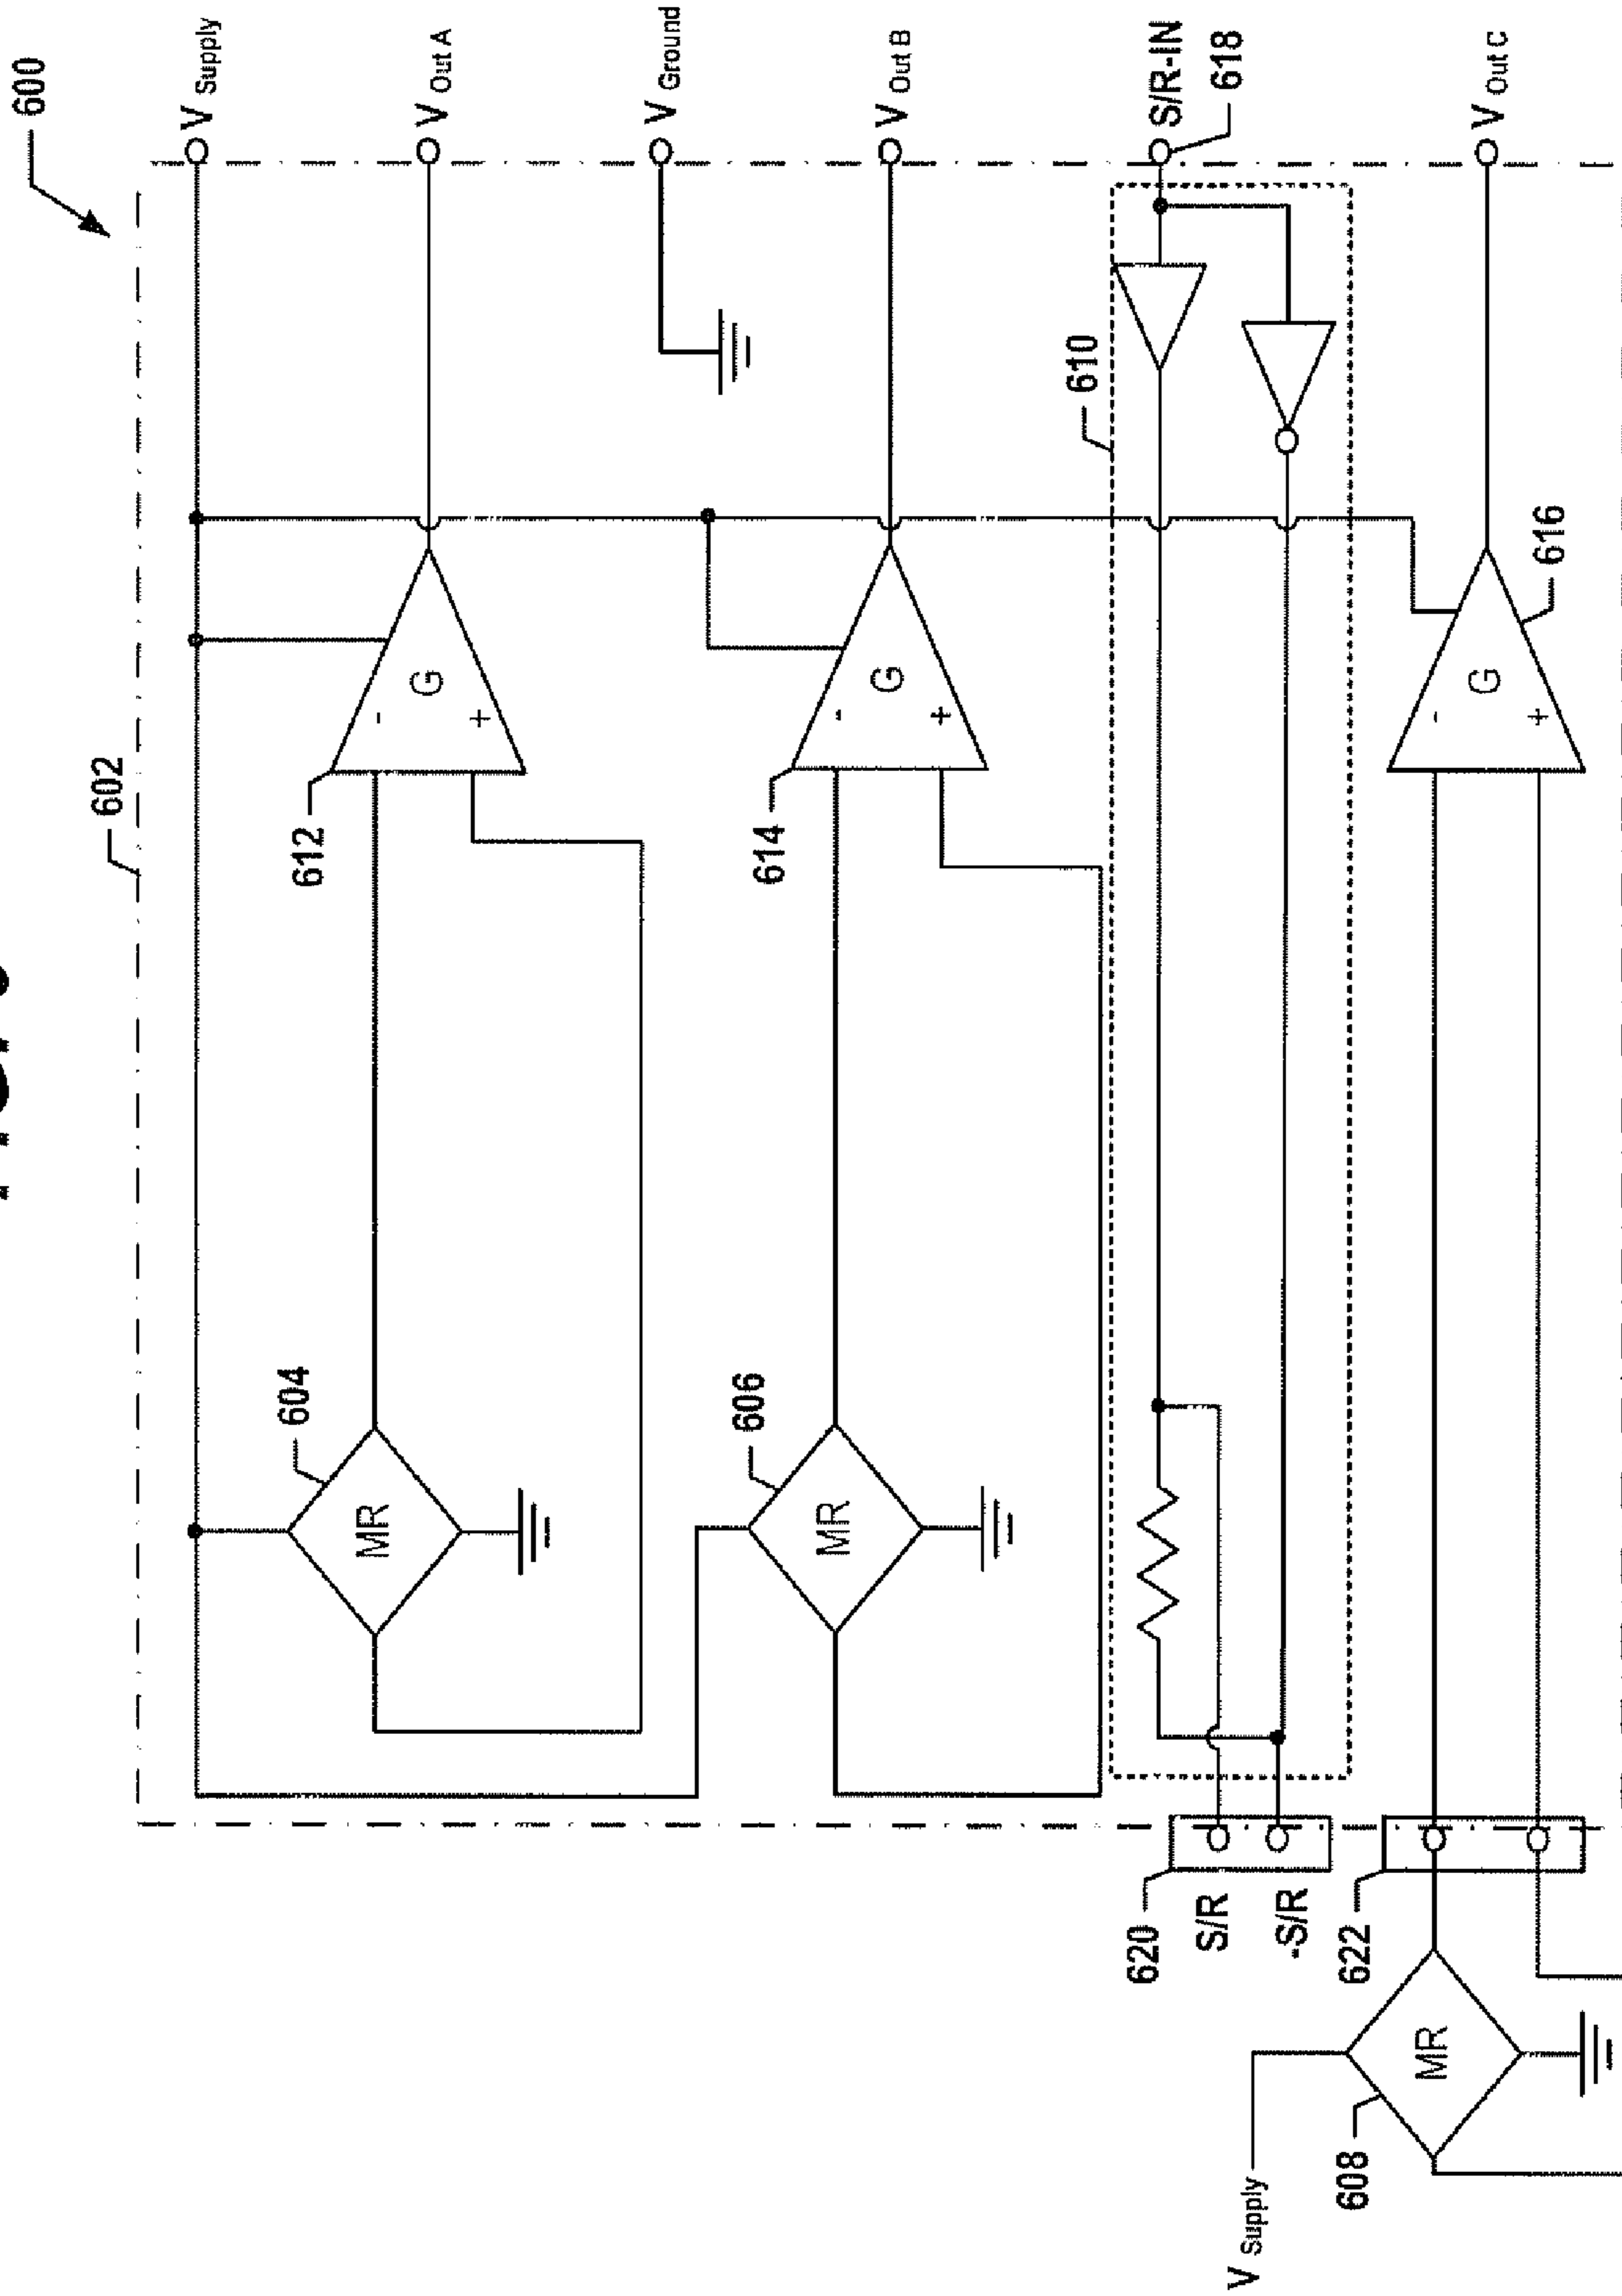 600
602
V Supply
V Out A
V Ground
V Out B
S/R-IN
618
V Out C
612
G
-
+
614
G
-
+
610
616
G
-
+
604
MR
606
MR
620
S/R
-S/R
622
608
MR
V Supply